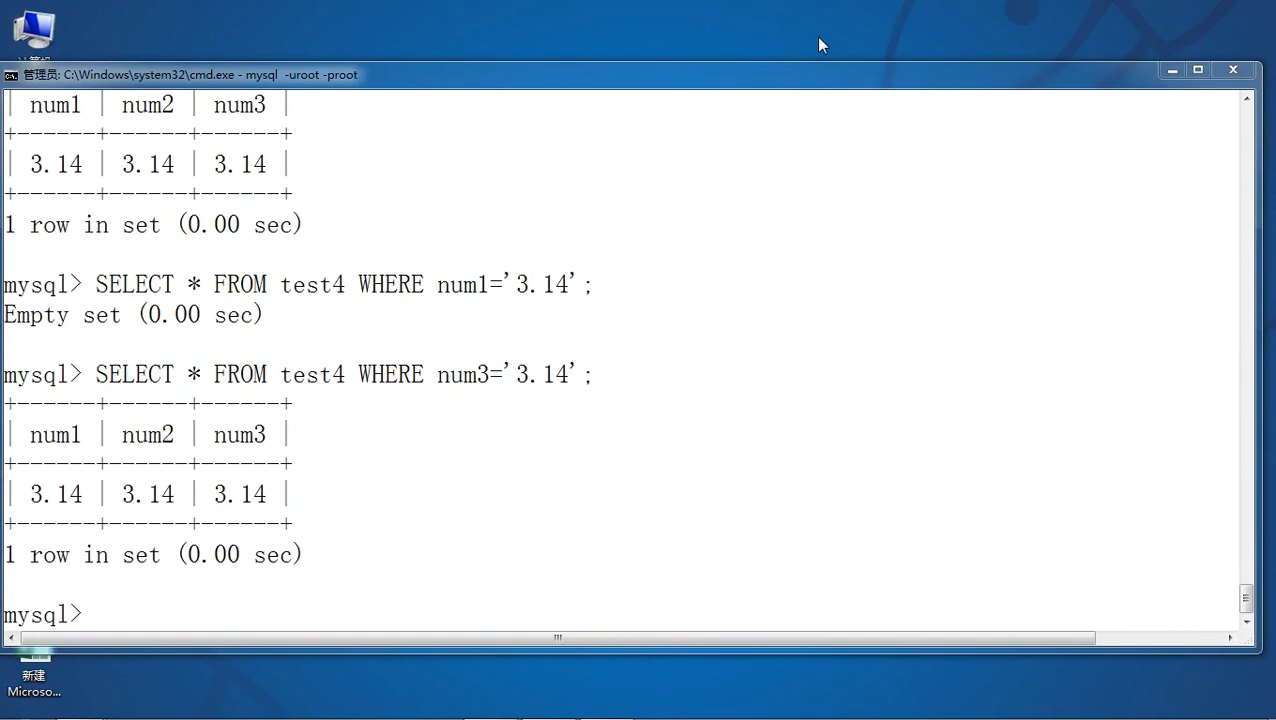 管理员: C:\Windows\system32\cmd.exe - mysql  -uroot -proot
| num1 | num2 | num3 |
+------+------+------+
| 3.14 | 3.14 | 3.14 |
+------+------+------+
1 row in set (0.00 sec)
mysql> SELECT * FROM test4 WHERE num1='3.14';
Empty set (0.00 sec)
mysql> SELECT * FROM test4 WHERE num3='3.14';
+------+------+------+
| num1 | num2 | num3 |
+------+------+------+
| 3.14 | 3.14 | 3.14 |
+------+------+------+
1 row in set (0.00 sec)
mysql>
新建
Microso...